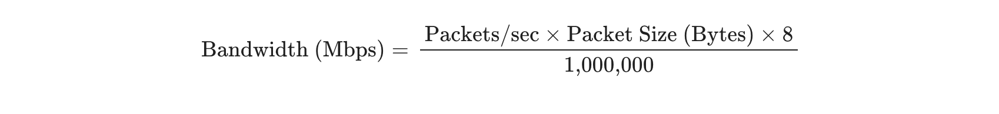 Bandwidth (Mbps) = Packets/sec × Packet Size (Bytes) × 8
1,000,000